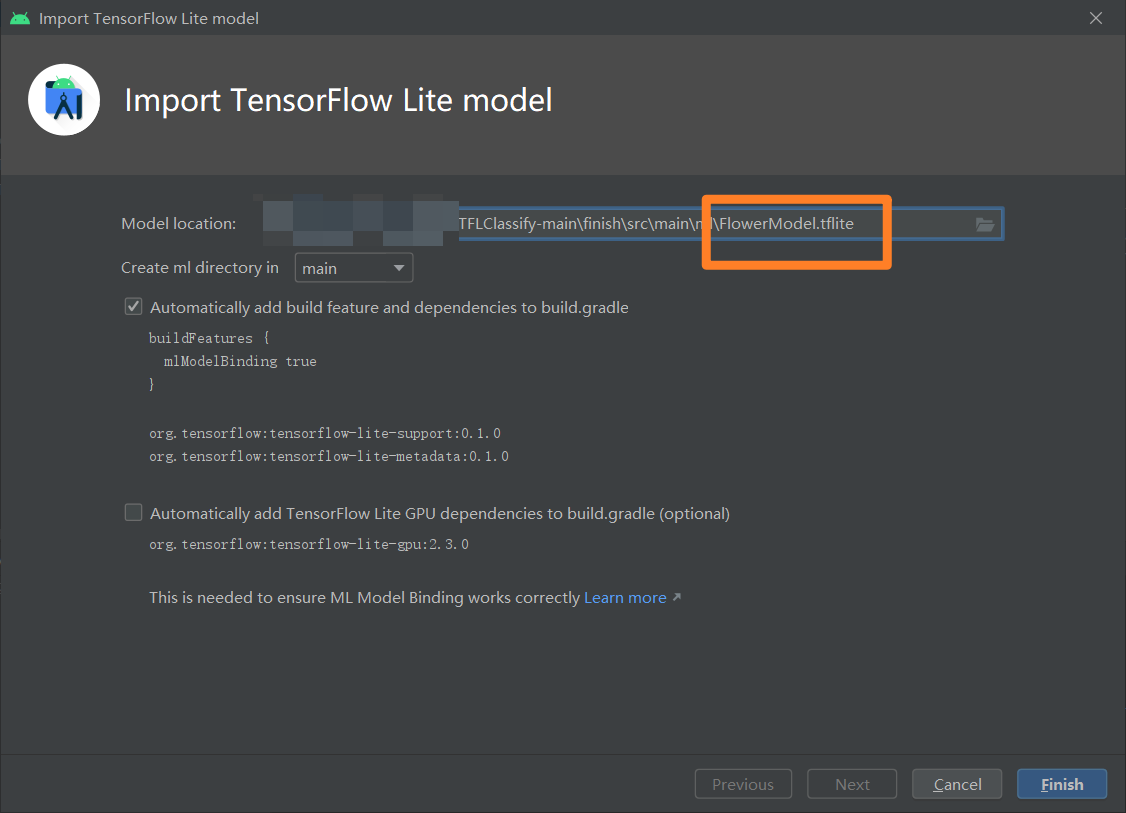 Import TensorFlow Lite model
Import TensorFlow Lite model
Model location: TFLClassify-main\finish\src\main\ml\FlowerModel.tflite
Create ml directory in main
Automatically add build feature and dependencies to build.gradle
buildFeatures {
mlModelBinding true
}
org.tensorflow:tensorflow-lite-support:0.1.0
org.tensorflow:tensorflow-lite-metadata:0.1.0
Automatically add TensorFlow Lite GPU dependencies to build.gradle (optional)
org.tensorflow:tensorflow-lite-gpu:2.3.0
This is needed to ensure ML Model Binding works correctly Learn more
Previous Next Cancel Finish